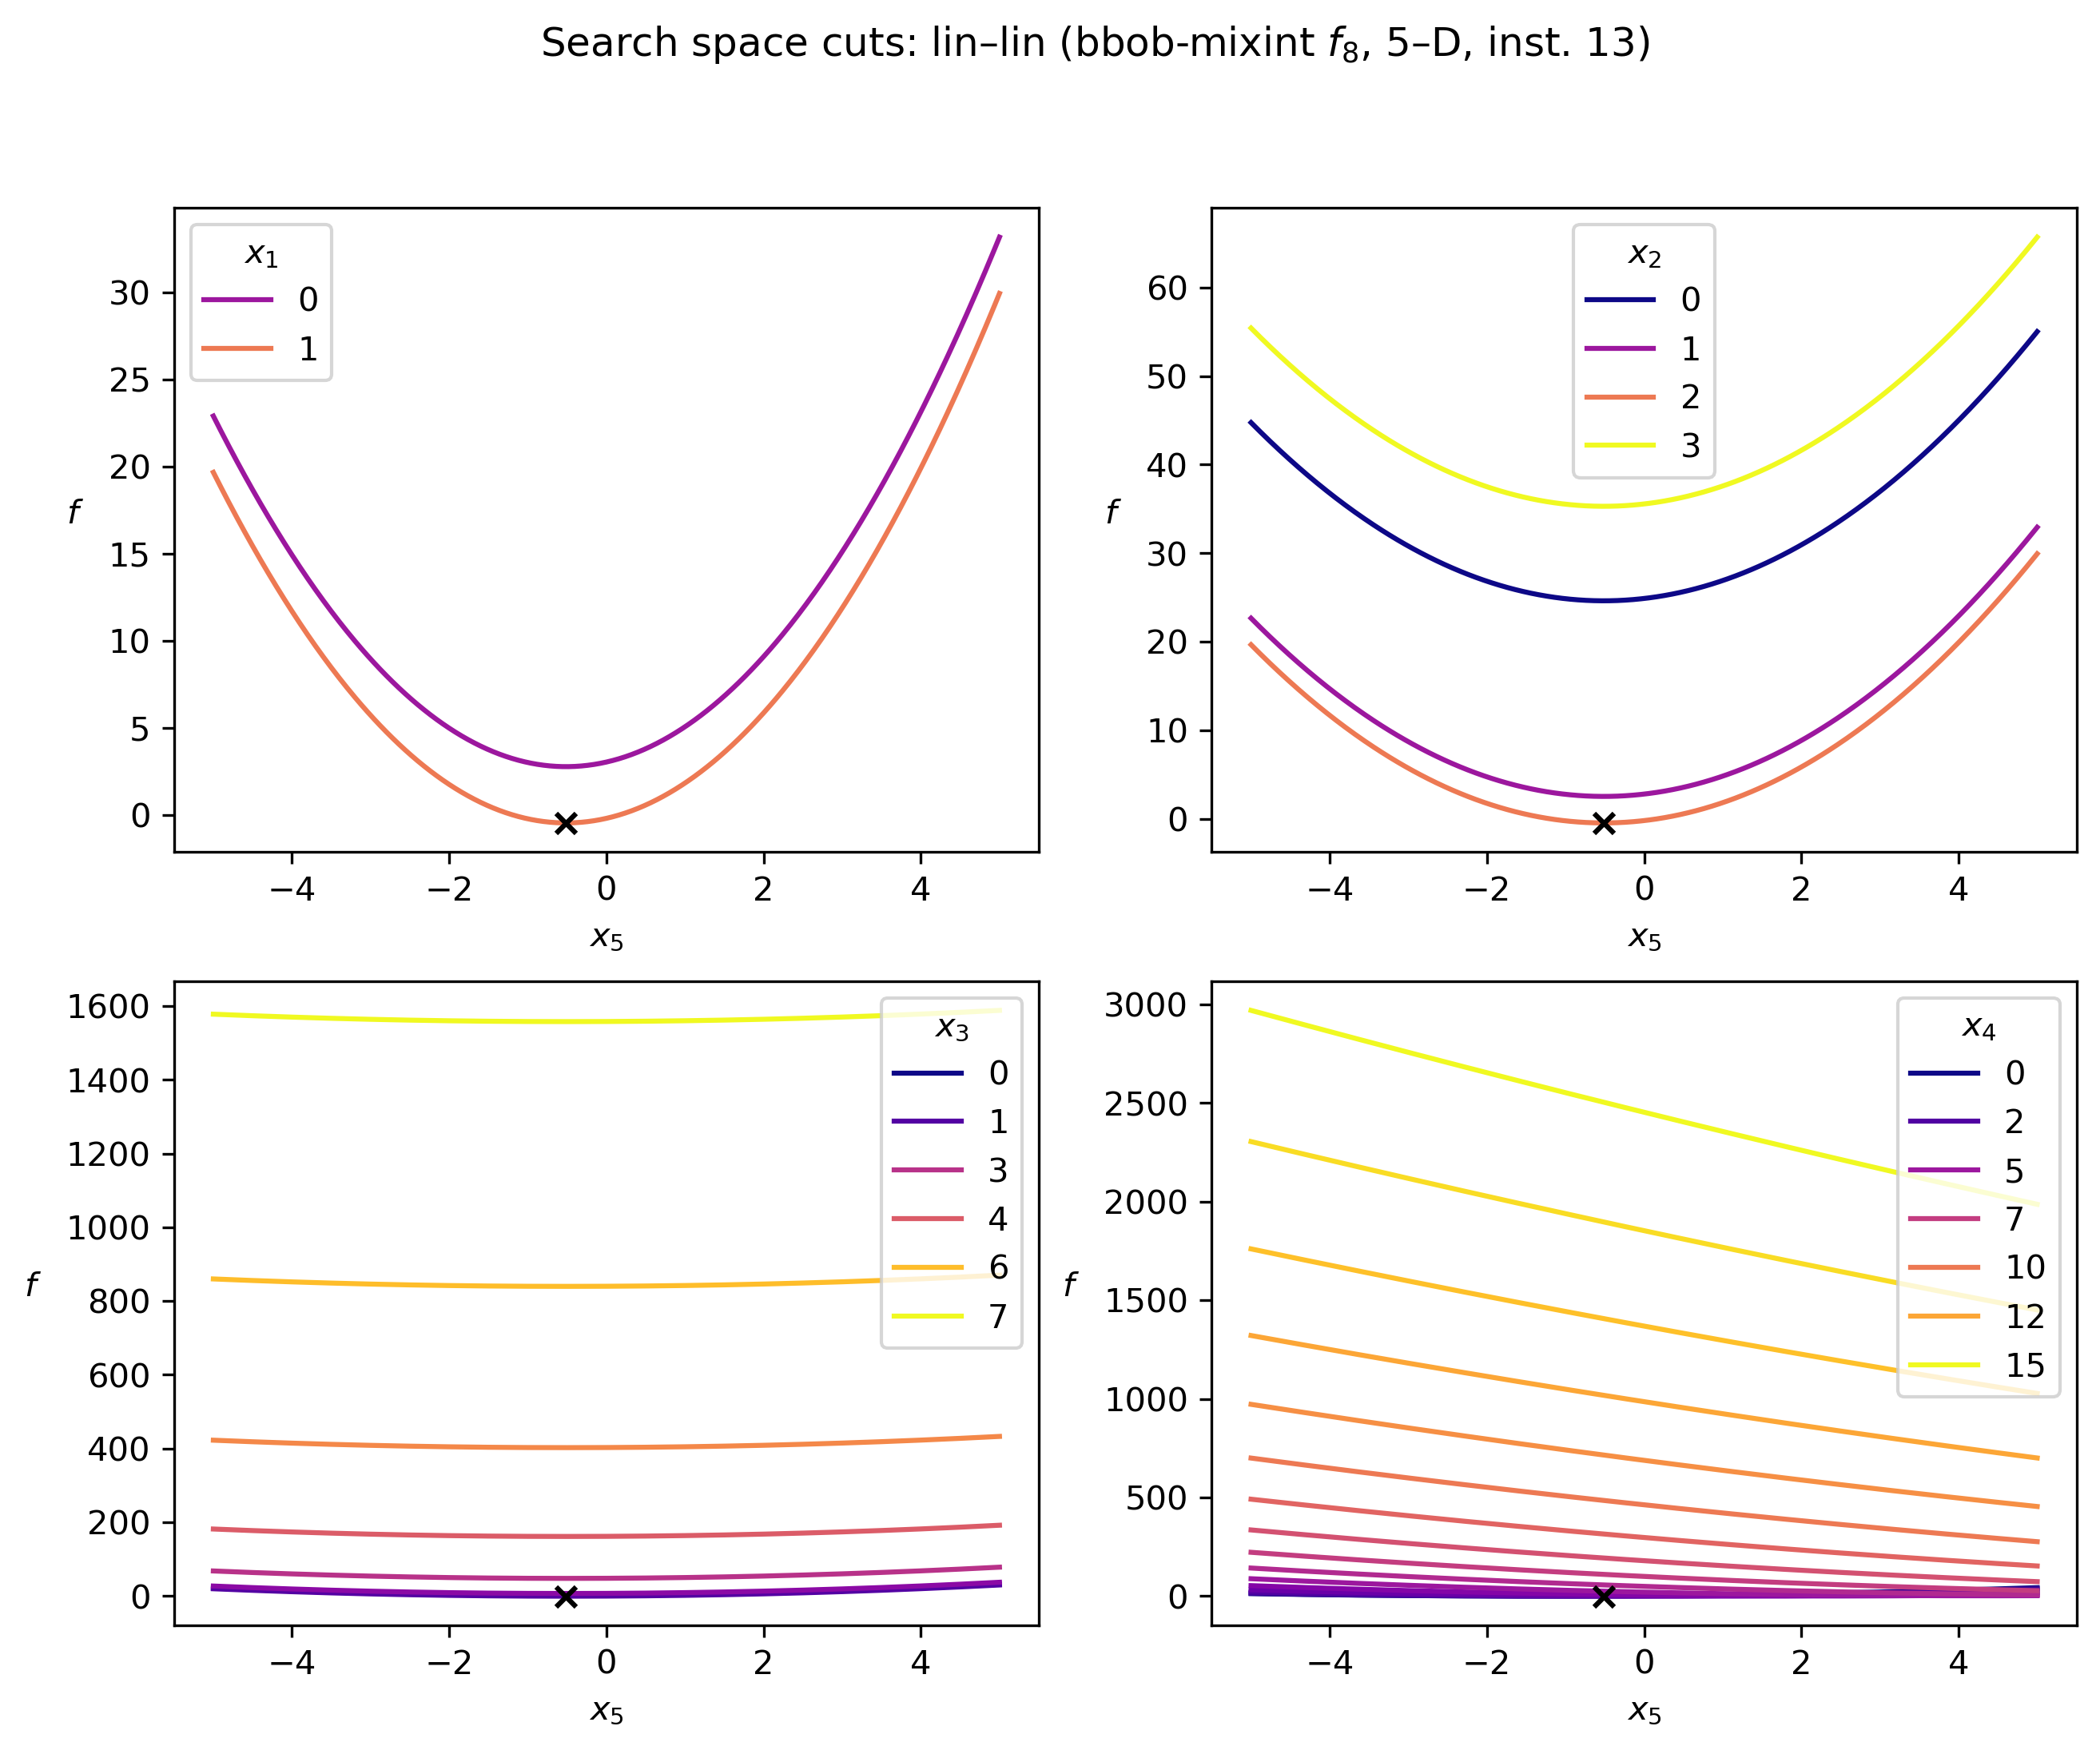 Search space cuts: lin–lin (bbob-mixint f₈, 5–D, inst. 13)
x₁
0
1
30
25
20
15
10
5
0
f
−4 −2 0 2 4
x₅
x₂
0
1
2
3
60
50
40
30
20
10
0
f
−4 −2 0 2 4
x₅
x₃
0
1
3
4
6
7
1600
1400
1200
1000
800
600
400
200
0
f
−4 −2 0 2 4
x₅
x₄
0
2
5
7
10
12
15
3000
2500
2000
1500
1000
500
0
f
−4 −2 0 2 4
x₅